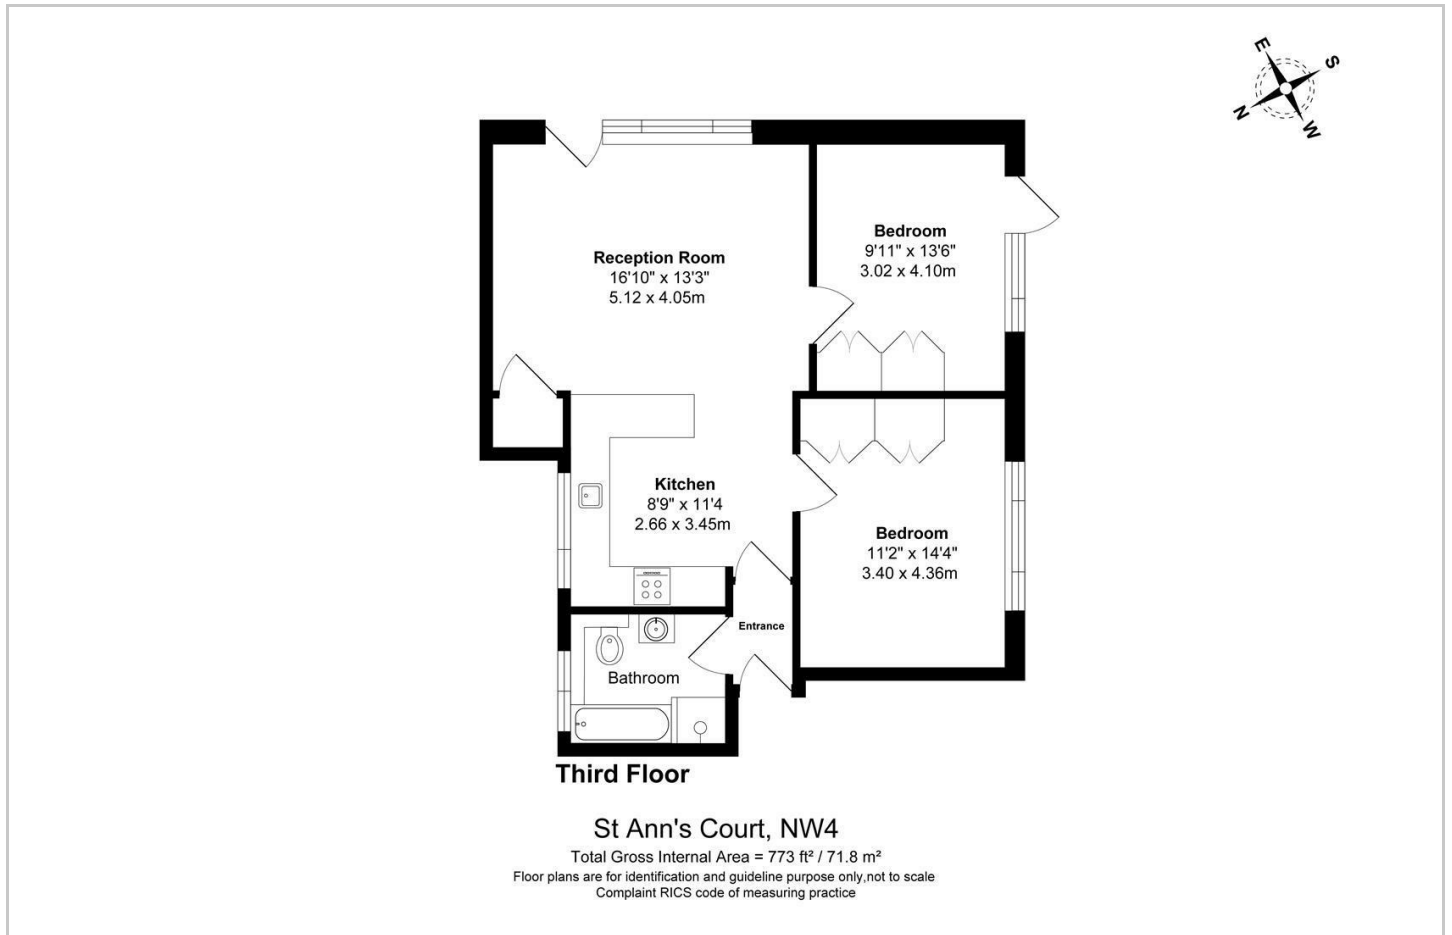 E
S
N
W
Reception Room
16'10" x 13'3"
5.12 x 4.05m
Bedroom
9'11" x 13'6"
3.02 x 4.10m
Kitchen
8'9" x 11'4
2.66 x 3.45m
Bedroom
11'2" x 14'4"
3.40 x 4.36m
Entrance
Bathroom
Third Floor
St Ann's Court, NW4
Total Gross Internal Area = 773 ft² / 71.8 m²
Floor plans are for identification and guideline purpose only,not to scale
Complaint RICS code of measuring practice